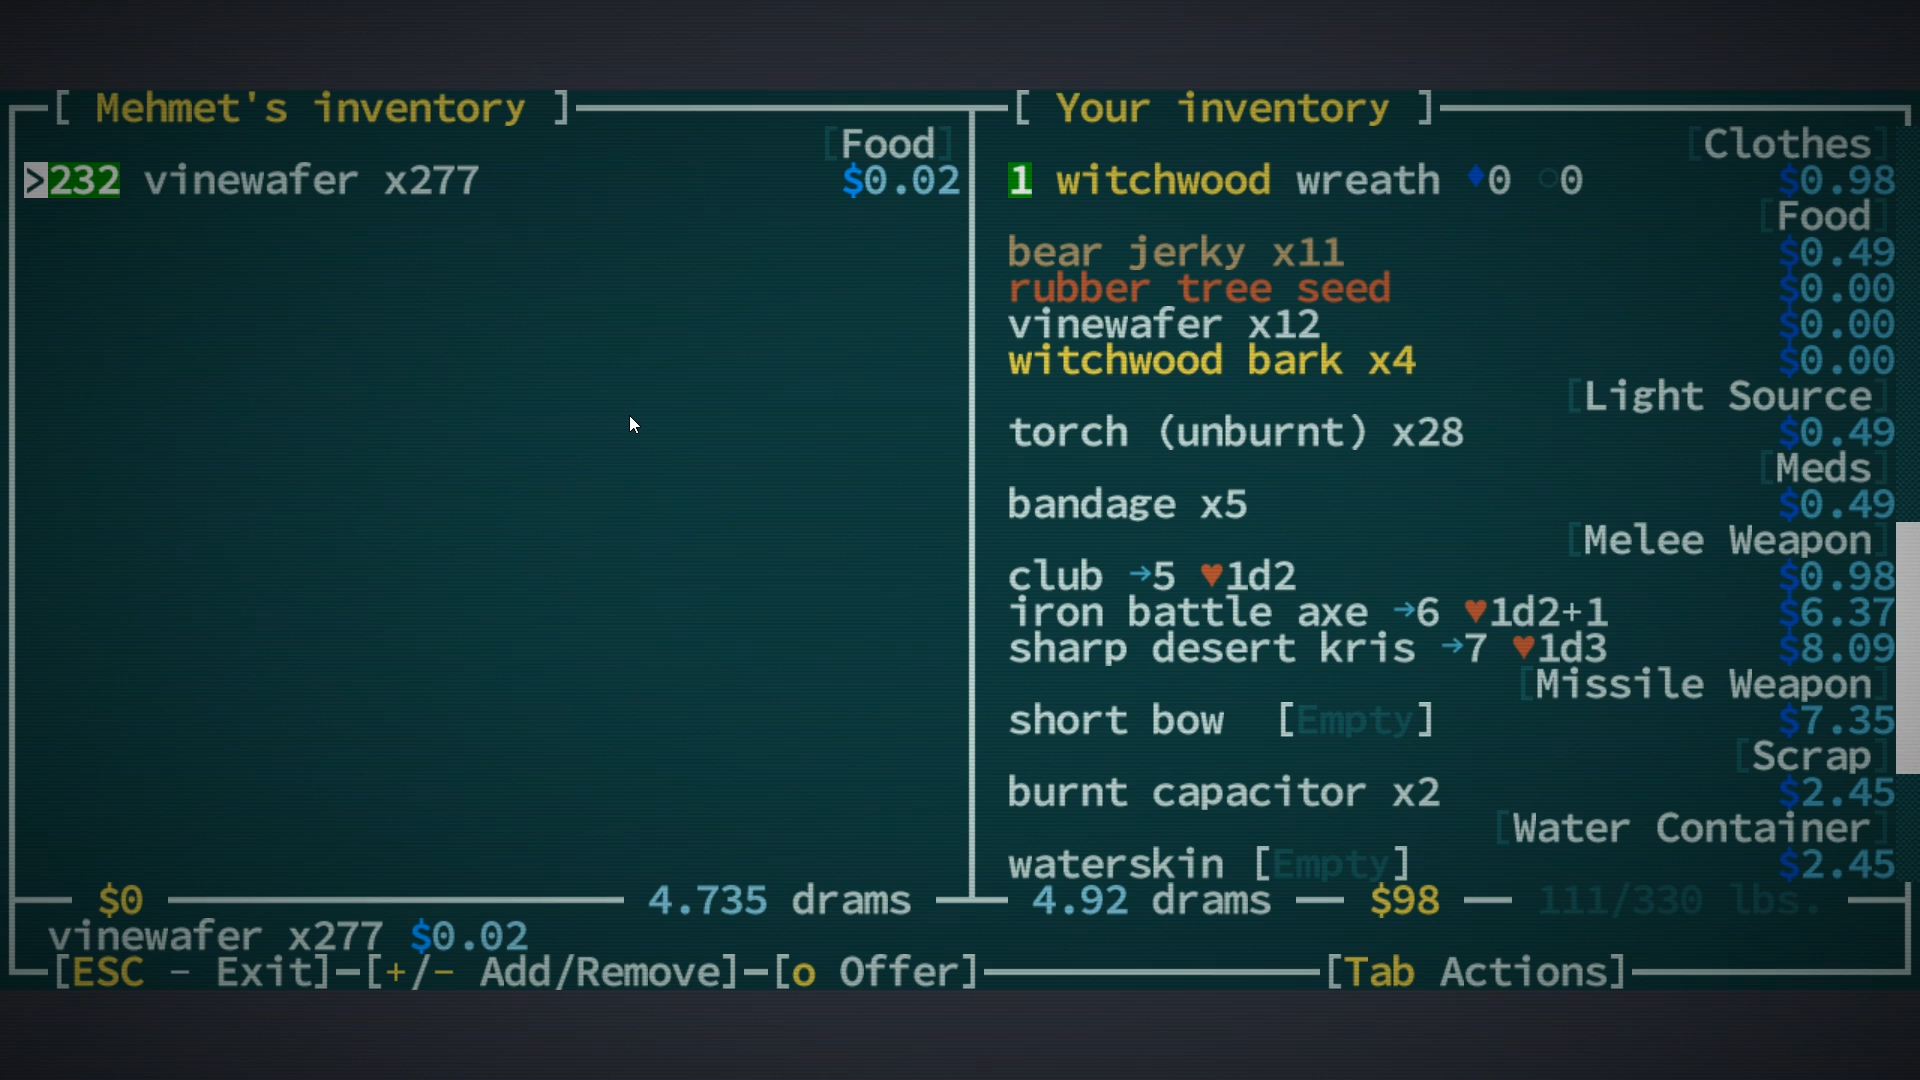 [ Mehmet's inventory ]
[Food]
>232 vinewafer x277 $0.02
[ Your inventory ]
[Clothes]
1 witchwood wreath ♦0 ○0 $0.98
[Food]
bear jerky x11 $0.49
rubber tree seed $0.00
vinewafer x12 $0.00
witchwood bark x4 $0.00
[Light Source]
torch (unburnt) x28 $0.49
[Meds]
bandage x5 $0.49
[Melee Weapon]
club →5 ♥1d2 $0.98
iron battle axe →6 ♥1d2+1 $6.37
sharp desert kris →7 ♥1d3 $8.09
[Missile Weapon]
short bow [Empty] $7.35
[Scrap]
burnt capacitor x2 $2.45
[Water Container]
waterskin [Empty] $2.45
$0 4.735 drams 4.92 drams $98 111/330 lbs.
vinewafer x277 $0.02
[ESC - Exit] [+/- Add/Remove] [o Offer] [Tab Actions]